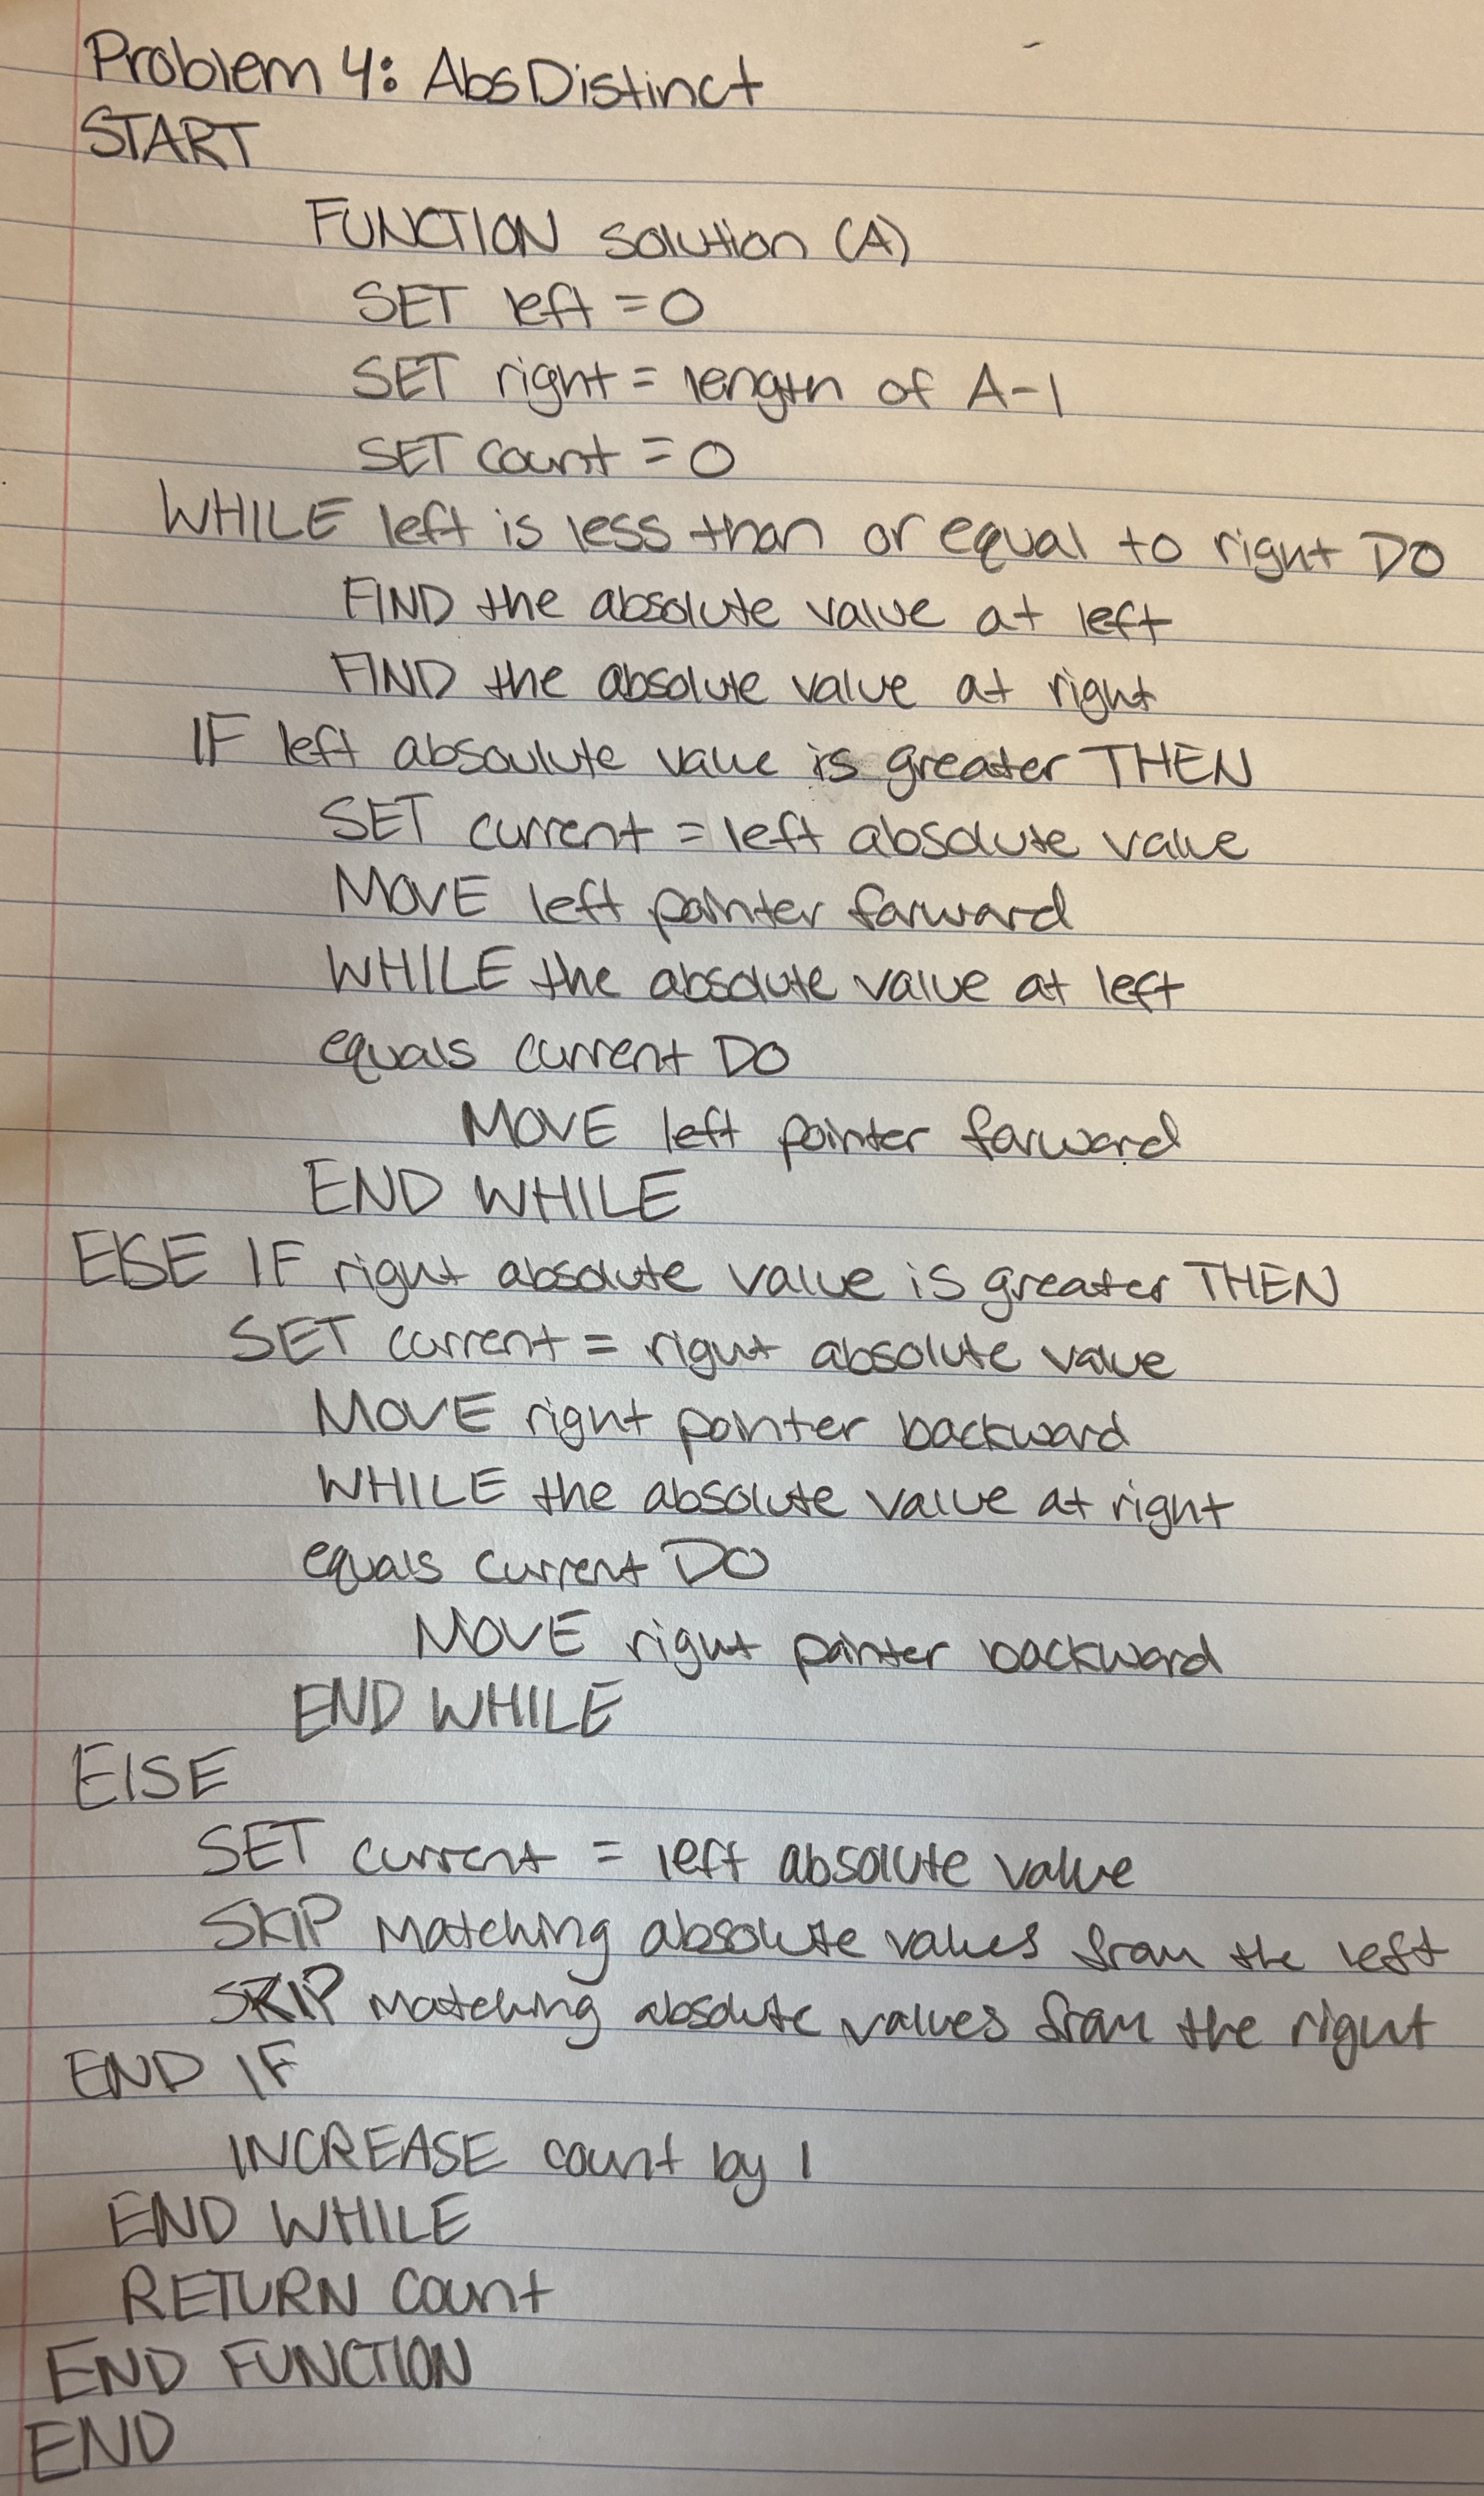 Problem 4: AbsDistinct
START
FUNCTION solution (A)
SET left = 0
SET right = length of A-1
SET count = 0
WHILE left is less than or equal to right DO
FIND the absolute value at left
FIND the absolute value at right
IF left absoulute value is greater THEN
SET current = left absolute value
MOVE left pointer forward
WHILE the absolute value at left
equals current DO
MOVE left pointer forward
END WHILE
ELSE IF right absolute value is greater THEN
SET current = right absolute value
MOVE right pointer backward
WHILE the absolute value at right
equals current DO
MOVE right pointer backward
END WHILE
ELSE
SET current = left absolute value
SKIP matching absolute values from the left
SKIP matching absolute values from the right
END IF
INCREASE count by 1
END WHILE
RETURN count
END FUNCTION
END